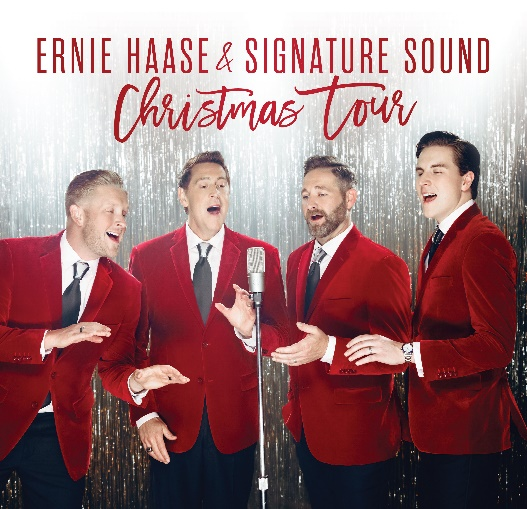 ERNIE HAASE & SIGNATURE SOUND
Christmas Tour